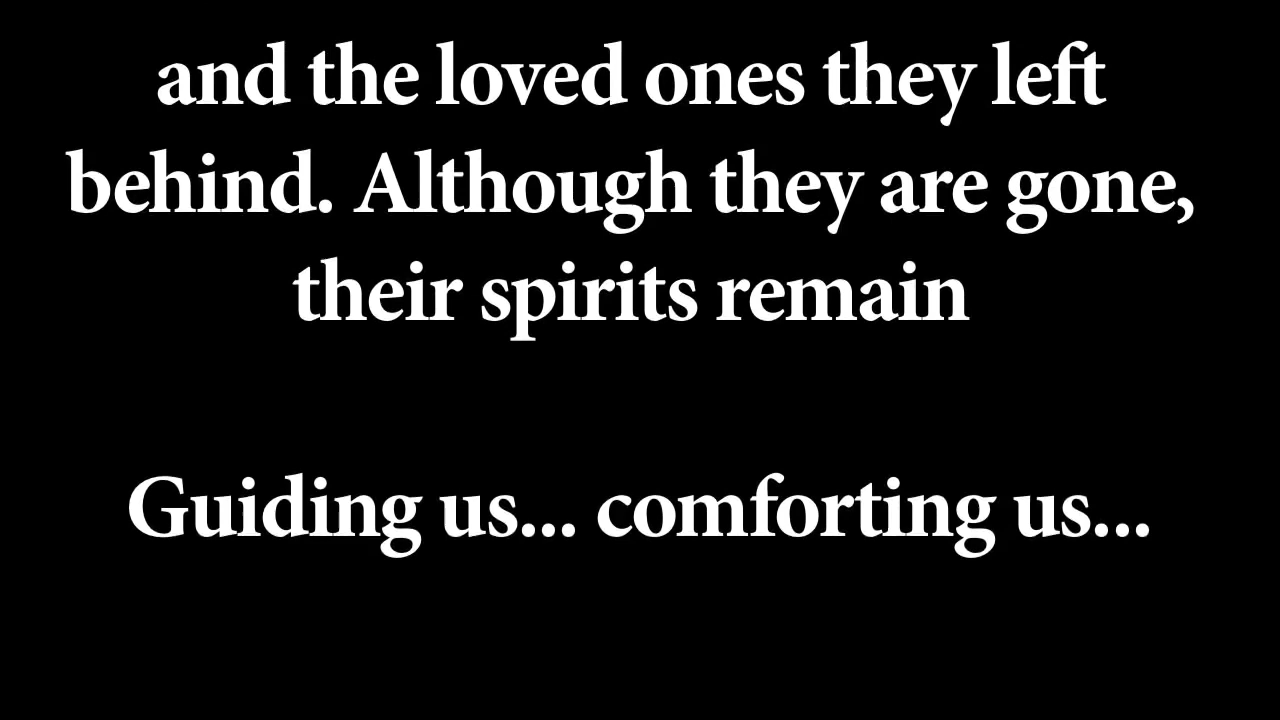 and the loved ones they left
behind. Although they are gone,
their spirits remain
Guiding us... comforting us...